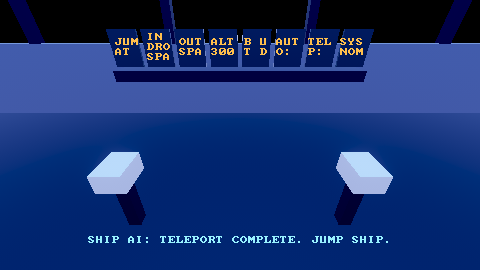 JUM
AT
IN
DRO
SPA
OUT
SPA
ALT
300
B U
T D
AUT
O:
TEL
P:
SYS
NOM
SHIP AI: TELEPORT COMPLETE. JUMP SHIP.